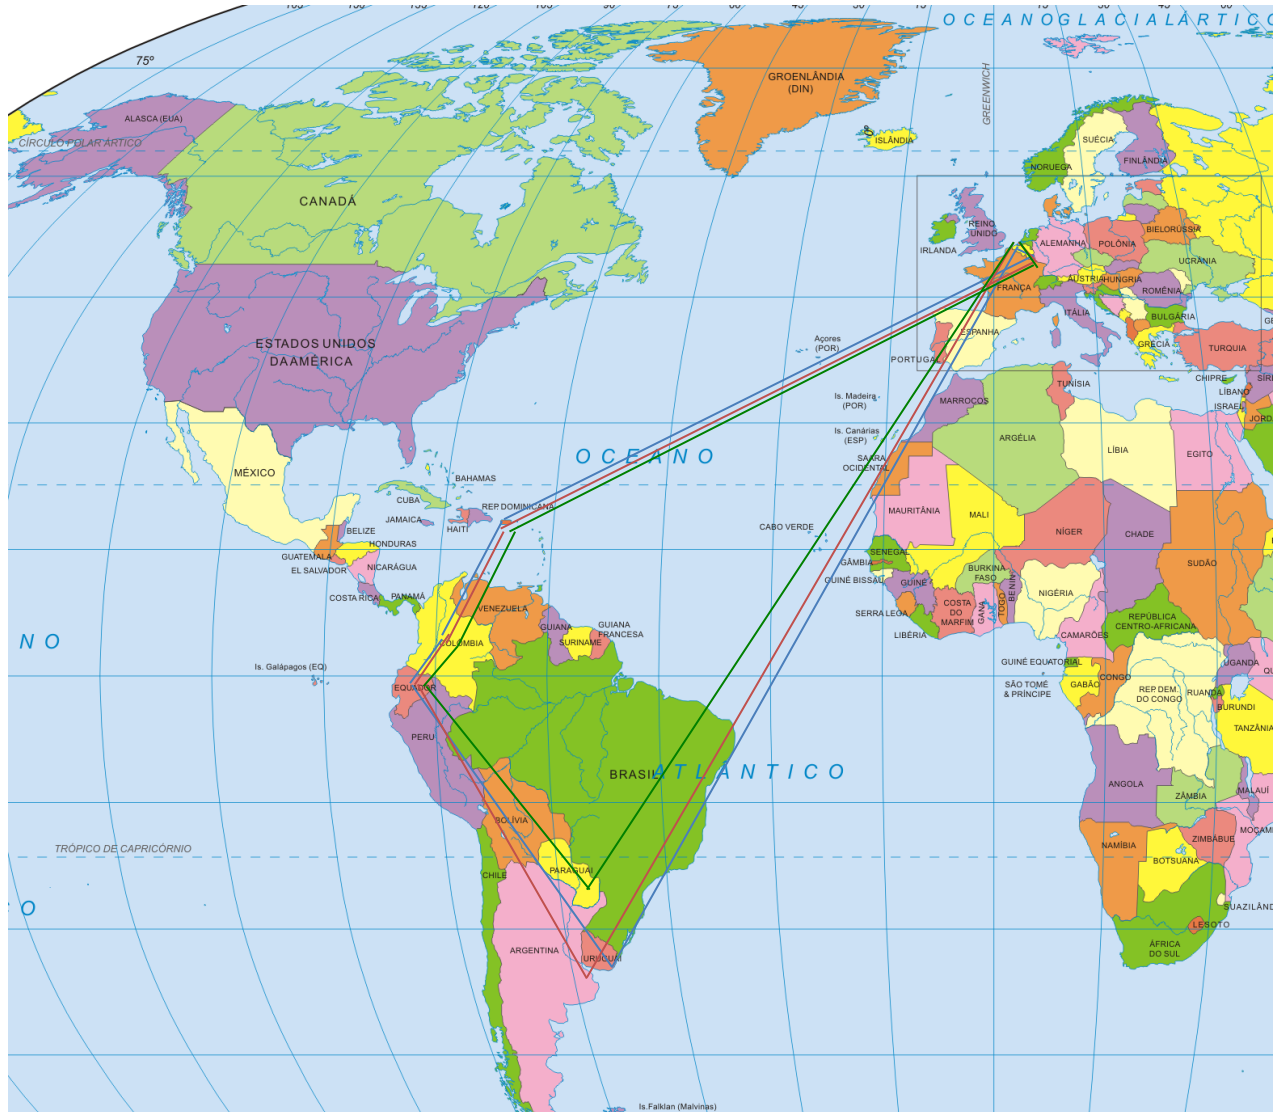 OCEANO GLACIAL ÁRTICO
75º
GROENLÂNDIA
(DIN)
GREENWICH
ALASCA (EUA)
CÍRCULO POLAR ÁRTICO
ISLÂNDIA
SUÉCIA
NORUEGA
FINLÂNDIA
CANADÁ
REINO
UNIDO
IRLANDA
ALEMANHA
POLÔNIA
BIELORÚSSIA
UCRÂNIA
FRANÇA
ÁUSTRIA
HUNGRIA
ROMÊNIA
ITÁLIA
BULGÁRIA
ESPANHA
PORTUGAL
GRÉCIA
TURQUIA
ESTADOS UNIDOS
DA AMÉRICA
Açores
(POR)
CHIPRE
SÍRI
LÍBANO
ISRAEL
JORD
TUNÍSIA
MARROCOS
Is. Madeira
(POR)
Is. Canárias
(ESP)
ARGÉLIA
LÍBIA
EGITO
SAARA
OCIDENTAL
OCEANO
MÉXICO
BAHAMAS
CUBA
REP. DOMINICANA
JAMAICA
HAITI
BELIZE
HONDURAS
GUATEMALA
EL SALVADOR
NICARÁGUA
COSTA RICA
PANAMÁ
CABO VERDE
MAURITÂNIA
MALI
NÍGER
CHADE
SUDÃO
SENEGAL
GÂMBIA
GUINÉ BISSAU
GUINÉ
BURKINA
FASO
BENIN
TOGO
GANA
COSTA
DO
MARFIM
SERRA LEOA
LIBÉRIA
NIGÉRIA
CAMARÕES
REPÚBLICA
CENTRO-AFRICANA
VENEZUELA
GUIANA
GUIANA
FRANCESA
SURINAME
COLÔMBIA
NO
Is. Galápagos (EQ)
EQUADOR
PERU
GUINÉ EQUATORIAL
SÃO TOMÉ
& PRÍNCIPE
GABÃO
CONGO
REP. DEM.
DO CONGO
UGANDA
RUANDA
BURUNDI
TANZÂNIA
BRASIL
ATLÂNTICO
ANGOLA
ZÂMBIA
MALAUÍ
BOLÍVIA
TRÓPICO DE CAPRICÓRNIO
PARAGUAI
CHILE
NAMÍBIA
BOTSUANA
ZIMBÁBUE
MOÇAM
SUAZILÂND
LESOTO
ÁFRICA
DO SUL
ARGENTINA
URUGUAI
CO
Is.Falklan (Malvinas)